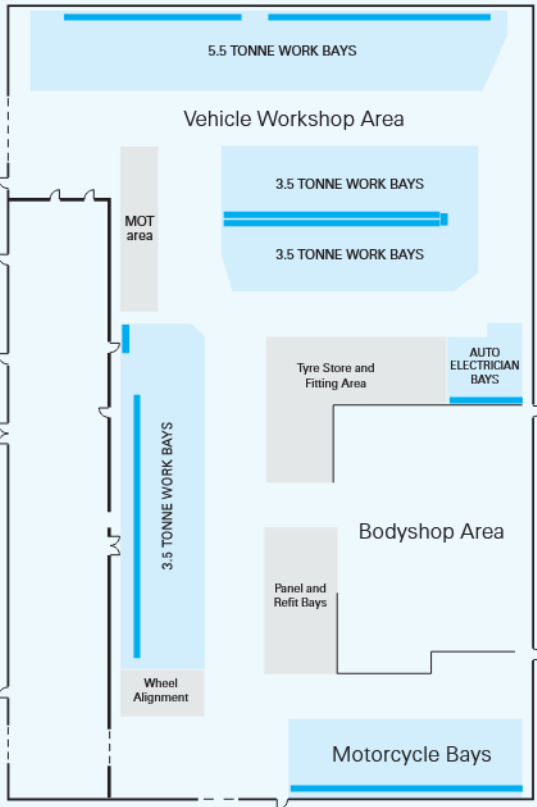 5.5 TONNE WORK BAYS
Vehicle Workshop Area
MOT
area
3.5 TONNE WORK BAYS
3.5 TONNE WORK BAYS
Tyre Store and
Fitting Area
AUTO
ELECTRICIAN
BAYS
3.5 TONNE WORK BAYS
Bodyshop Area
Panel and
Refit Bays
Wheel
Alignment
Motorcycle Bays